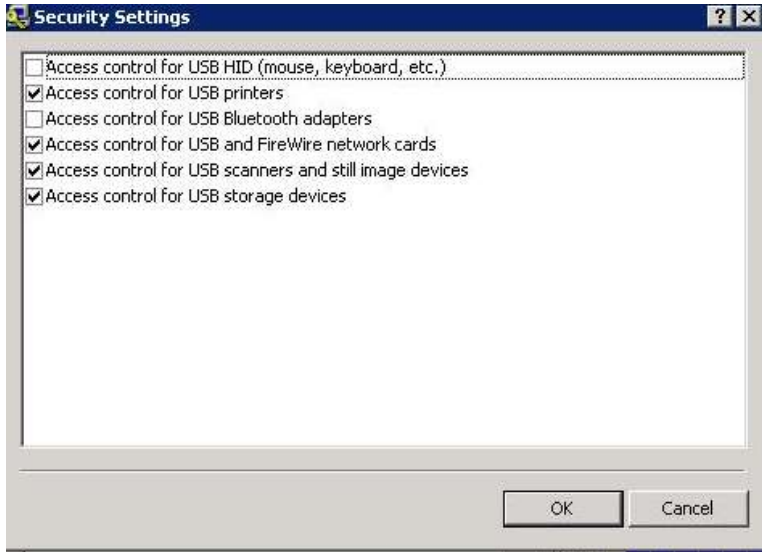 Security Settings
Access control for USB HID (mouse, keyboard, etc.)
Access control for USB printers
Access control for USB Bluetooth adapters
Access control for USB and FireWire network cards
Access control for USB scanners and still image devices
Access control for USB storage devices
OK Cancel